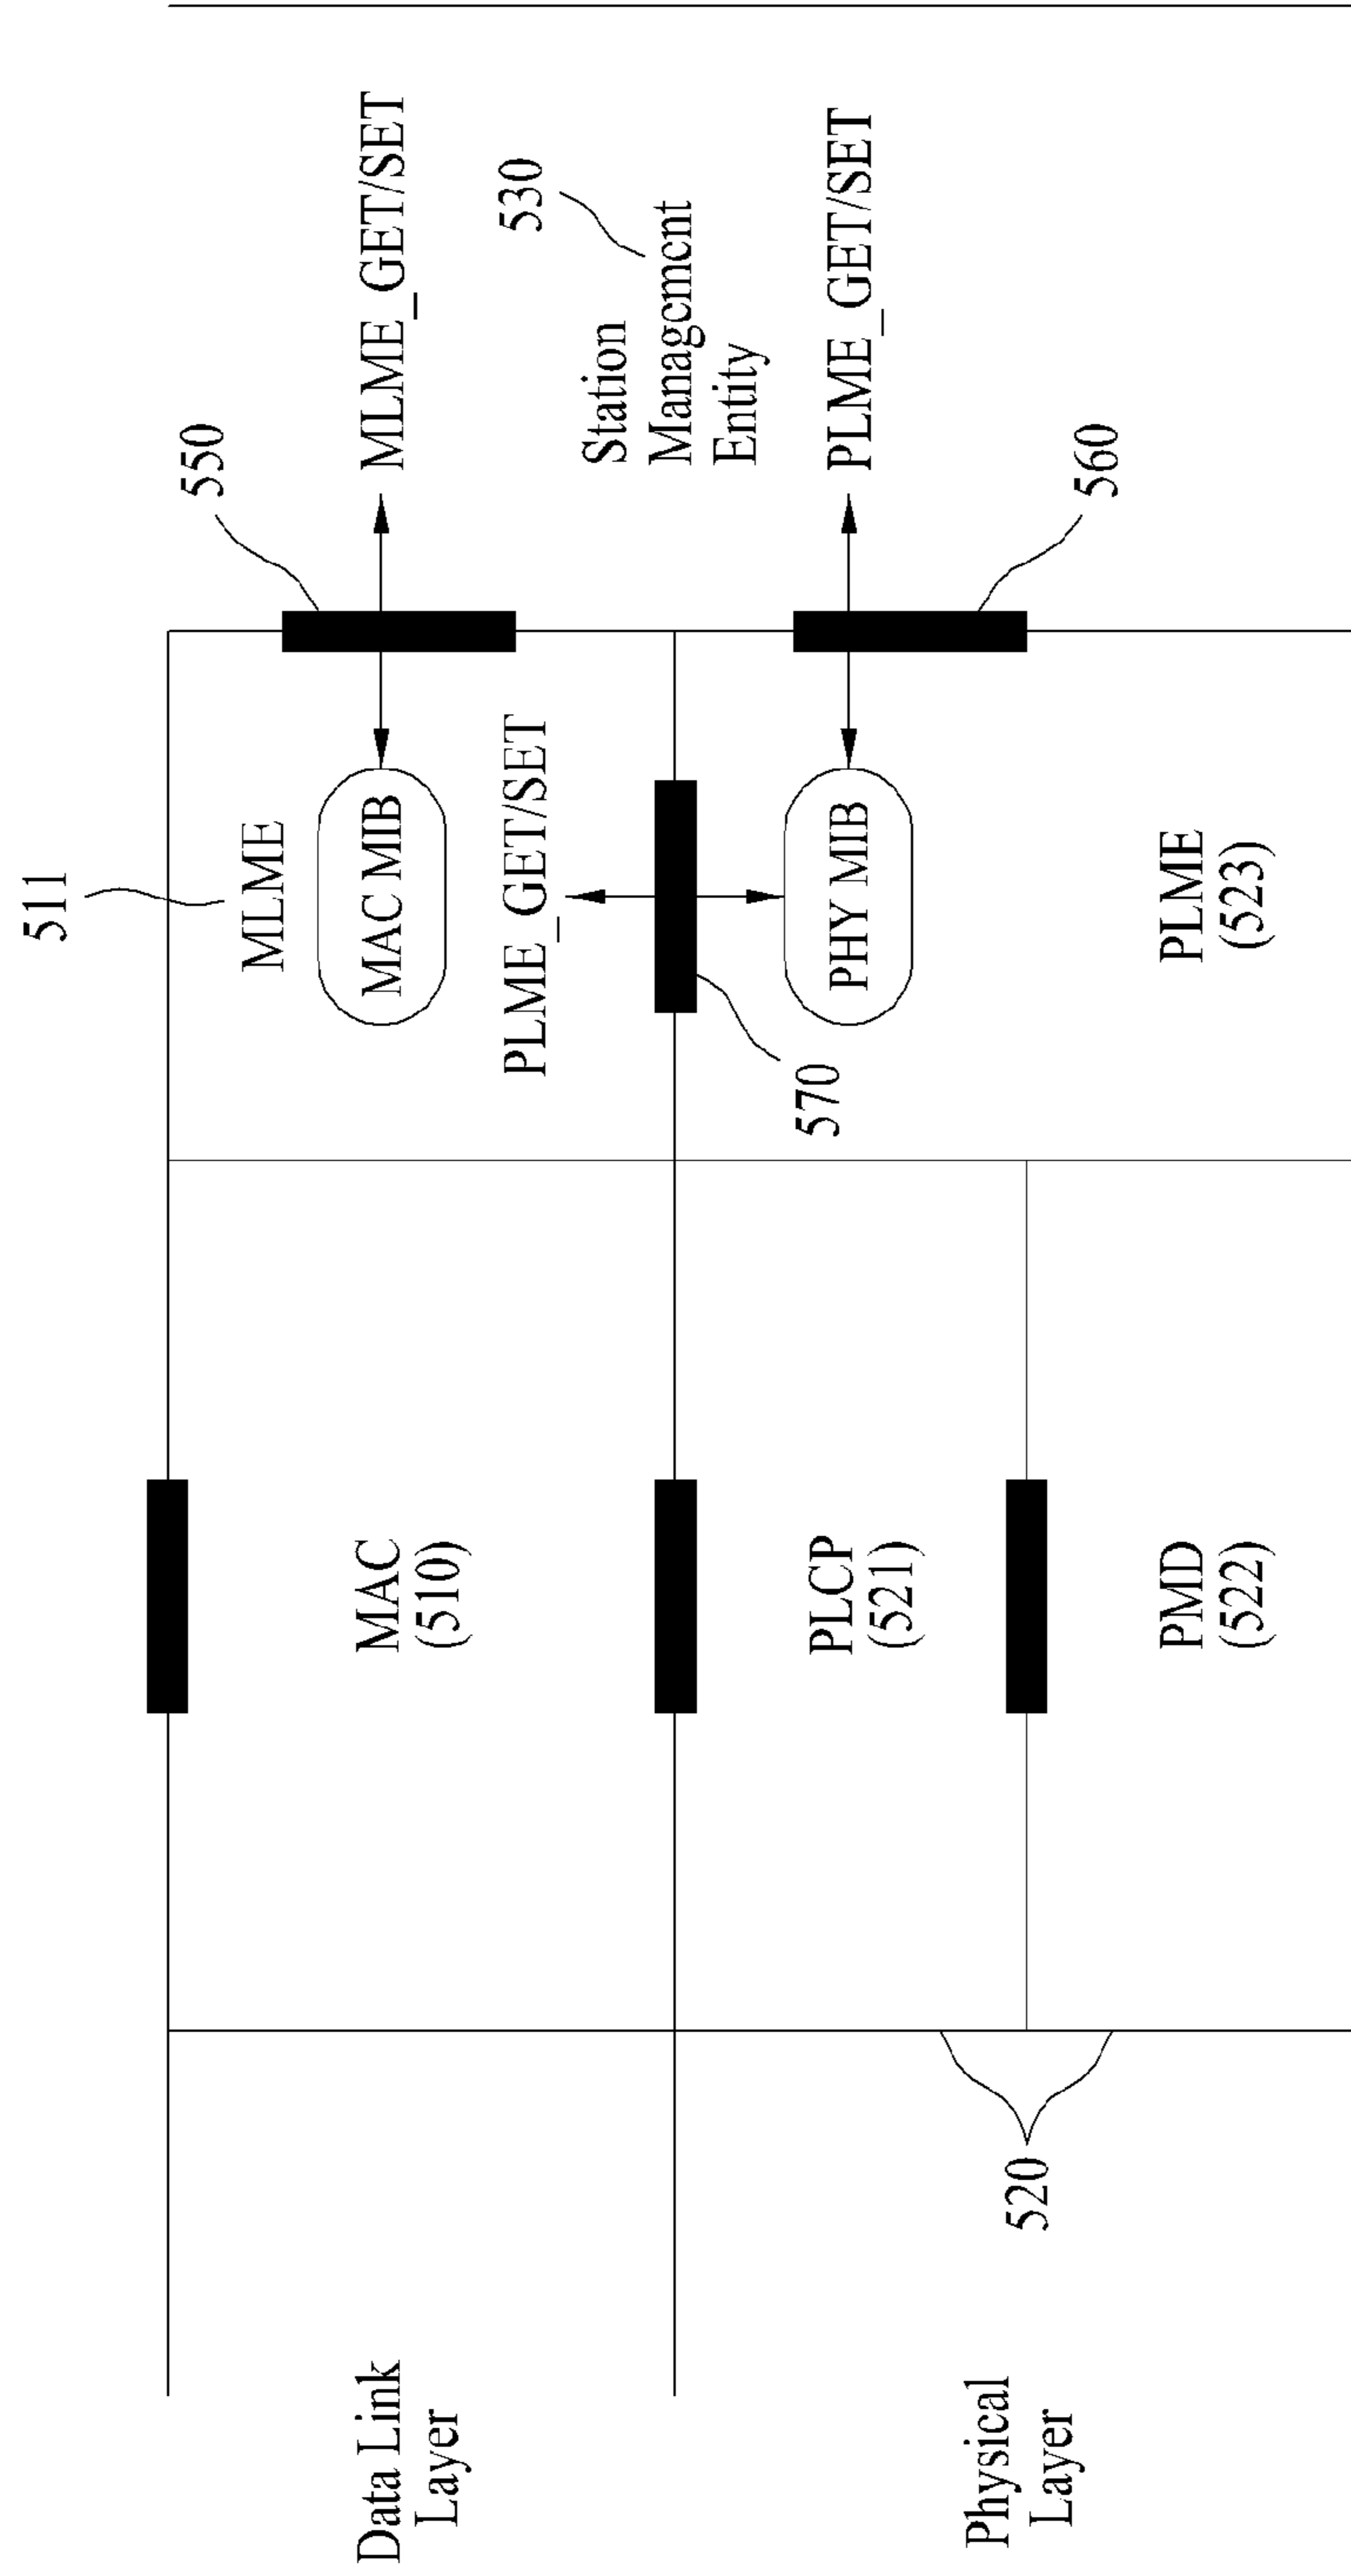 511
550
Data Link
Layer
MAC
(510)
MLME
MAC MIB
MLME_GET/SET
PLME_GET/SET
530
Station
Managcmcnt
Entity
570
Physical
Layer
520
PLCP
(521)
PMD
(522)
PHY MIB
PLME_GET/SET
560
PLME
(523)